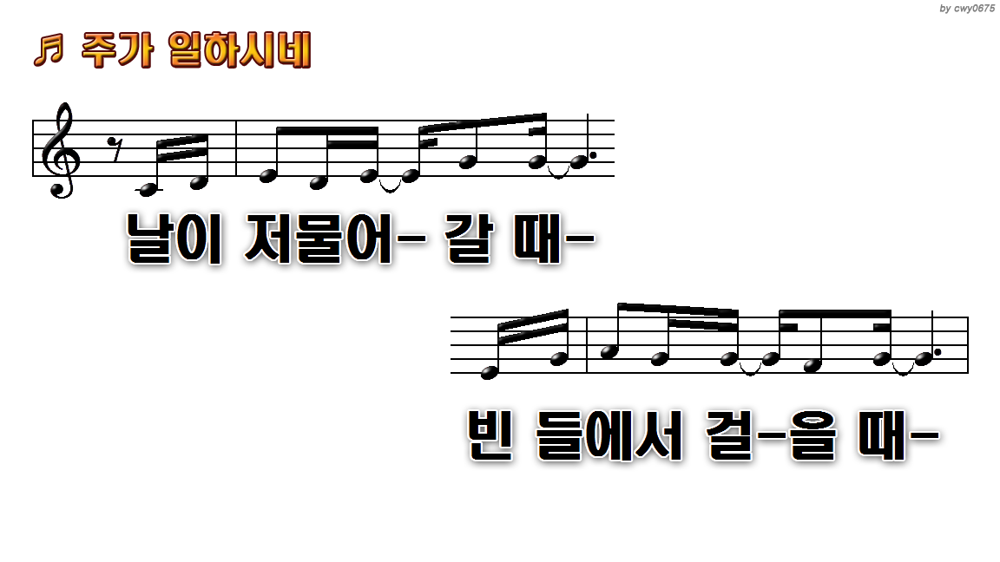 by cwy0675
♬ 주가 일하시네
날이 저물어- 갈 때-
빈 들에서 걸-을 때-